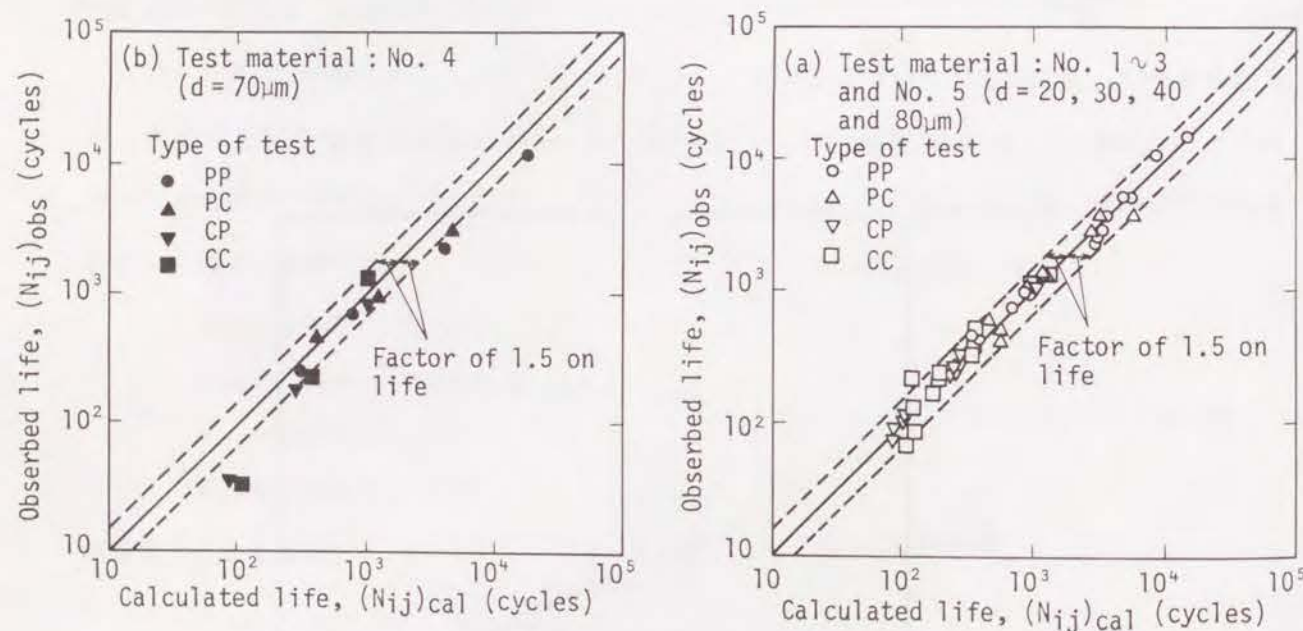 (b) Test material : No. 4
(d = 70μm)
Type of test
PP
PC
CP
CC
Factor of 1.5 on
life
Obserbed life, (Nij)obs (cycles)
10⁵
10⁴
10³
10²
10
10
10²
10³
10⁴
10⁵
Calculated life, (Nij)cal (cycles)
(a) Test material : No. 1 ~ 3
and No. 5 (d = 20, 30, 40
and 80μm)
Type of test
PP
PC
CP
CC
Factor of 1.5 on
life
Obserbed life, (Nij)obs (cycles)
10⁵
10⁴
10³
10²
10
10
10²
10³
10⁴
10⁵
Calculated life, (Nij)cal (cycles)